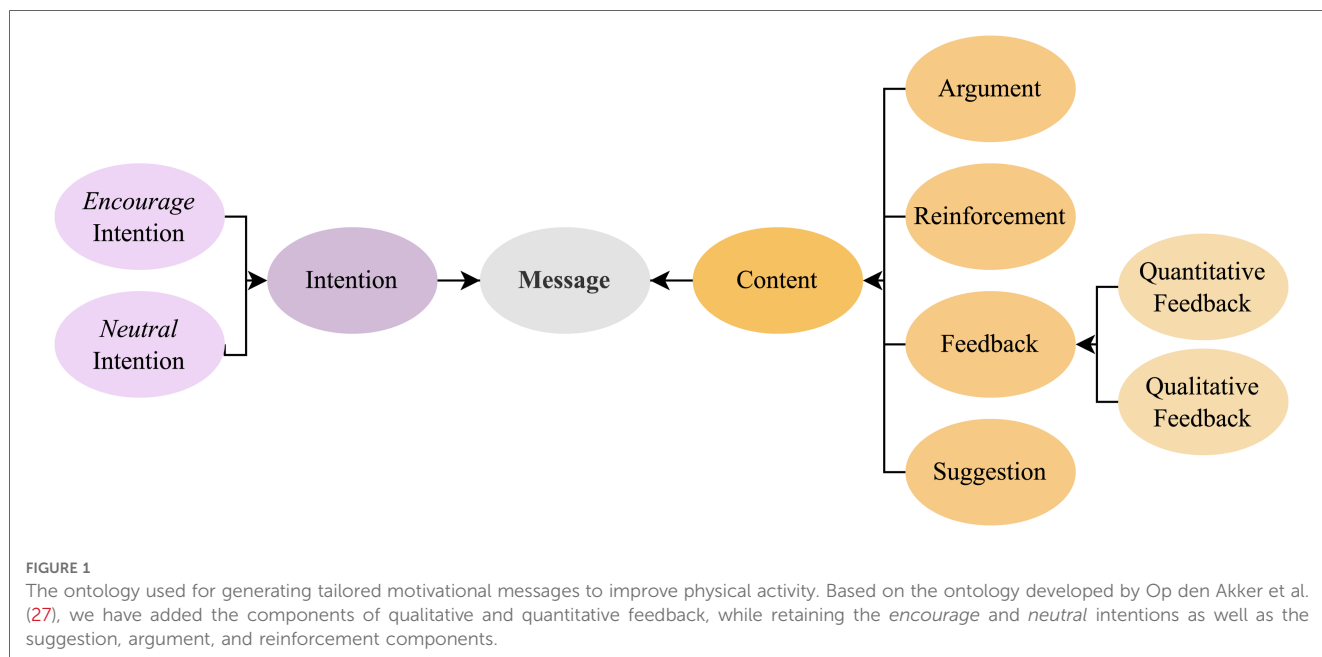 Argument
Encourage
Intention
Reinforcement
Intention
Message
Content
Quantitative
Feedback
Neutral
Intention
Feedback
Qualitative
Feedback
Suggestion
FIGURE 1
The ontology used for generating tailored motivational messages to improve physical activity. Based on the ontology developed by Op den Akker et al.
(27), we have added the components of qualitative and quantitative feedback, while retaining the encourage and neutral intentions as well as the
suggestion, argument, and reinforcement components.